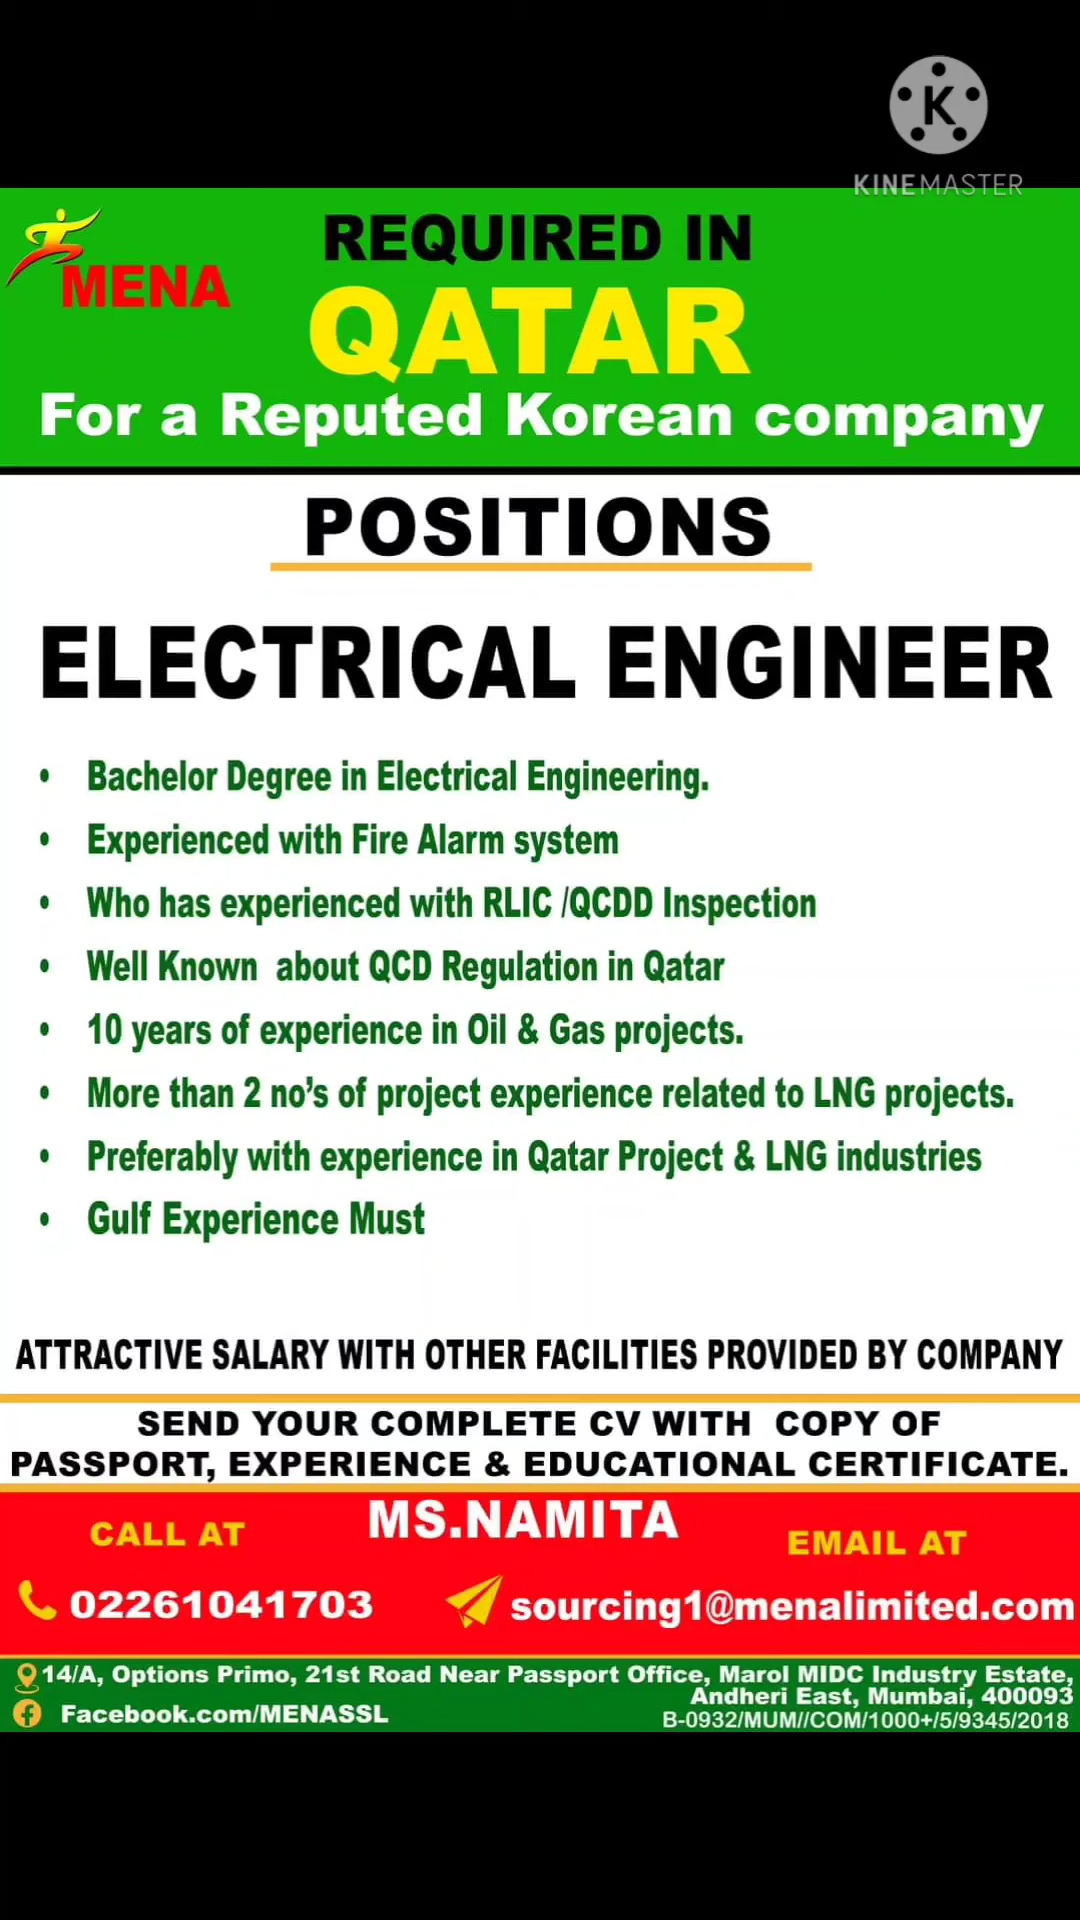 K
KINEMASTER
MENA
REQUIRED IN
QATAR
For a Reputed Korean company
POSITIONS
ELECTRICAL ENGINEER
• Bachelor Degree in Electrical Engineering.
• Experienced with Fire Alarm system
• Who has experienced with RLIC /QCDD Inspection
• Well Known about QCD Regulation in Qatar
• 10 years of experience in Oil & Gas projects.
• More than 2 no's of project experience related to LNG projects.
• Preferably with experience in Qatar Project & LNG industries
• Gulf Experience Must
ATTRACTIVE SALARY WITH OTHER FACILITIES PROVIDED BY COMPANY
SEND YOUR COMPLETE CV WITH COPY OF
PASSPORT, EXPERIENCE & EDUCATIONAL CERTIFICATE.
MS.NAMITA
CALL AT
02261041703
EMAIL AT
sourcing1@menalimited.com
14/A, Options Primo, 21st Road Near Passport Office, Marol MIDC Industry Estate,
Andheri East, Mumbai, 400093
Facebook.com/MENASSL
B-0932/MUM//COM/1000+/5/9345/2018